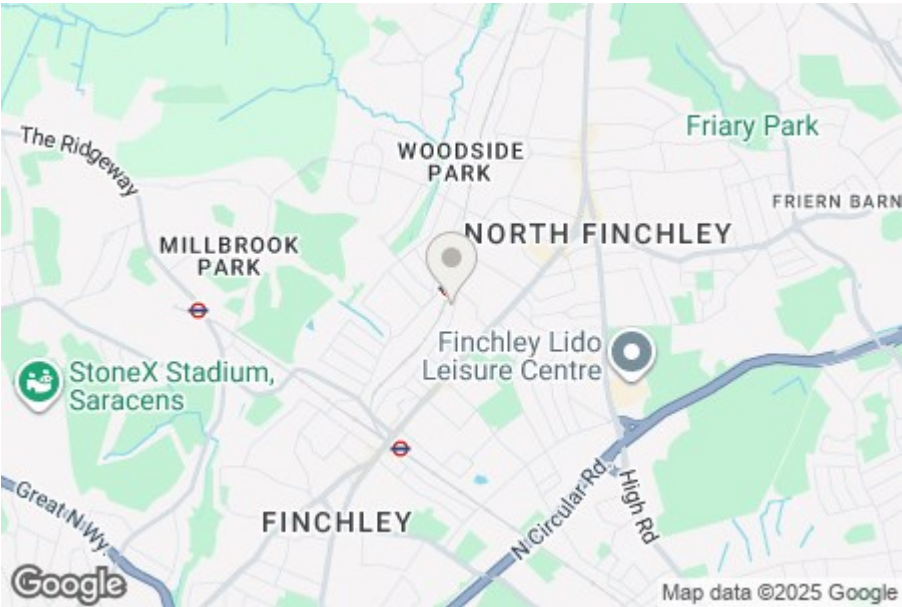 The Ridgeway
WOODSIDE
PARK
Friary Park
FRIERN BARN
MILLBROOK
PARK
NORTH FINCHLEY
StoneX Stadium,
Saracens
Finchley Lido
Leisure Centre
Great N Wy.
FINCHLEY
N Circular Rd.
High Rd
Google
Map data ©2025 Google